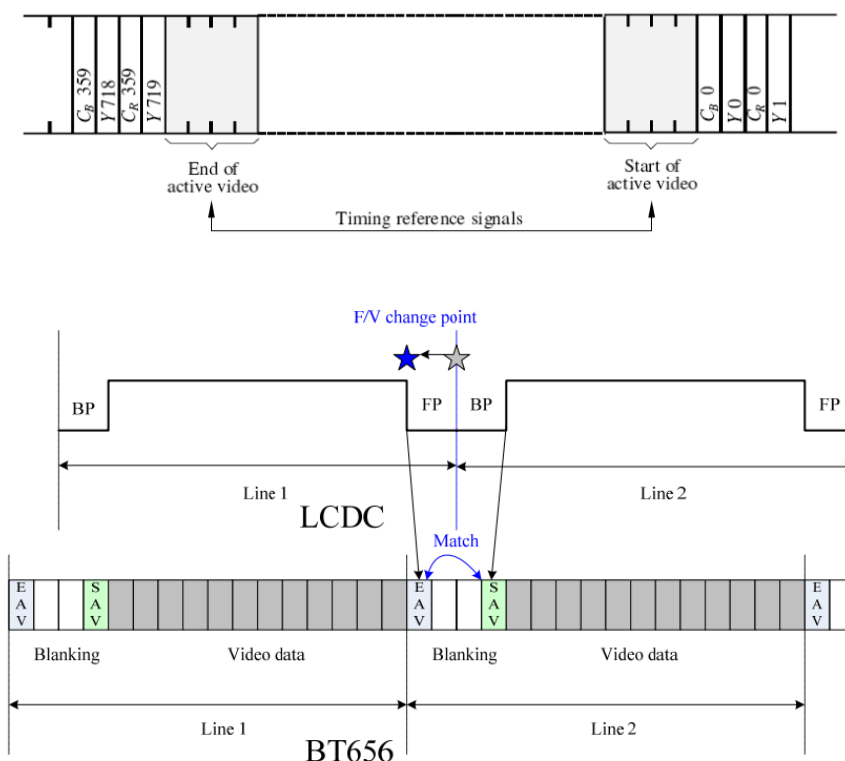 C_B 359
Y 718
C_R 359
Y 719
C_B 0
Y 0
C_R 0
Y 1
End of
active video
Start of
active video
Timing reference signals
F/V change point
BP
FP
BP
FP
Line 1
Line 2
LCDC
Match
E
A
V
S
A
V
E
A
V
S
A
V
E
A
V
Blanking
Video data
Blanking
Video data
Line 1
Line 2
BT656